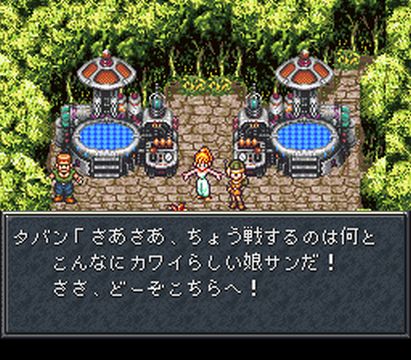 タバン「さあさあ、ちょう戦するのは何と
こんなにカワイらしい娘サンだ！
ささ、どーぞこちらへ！